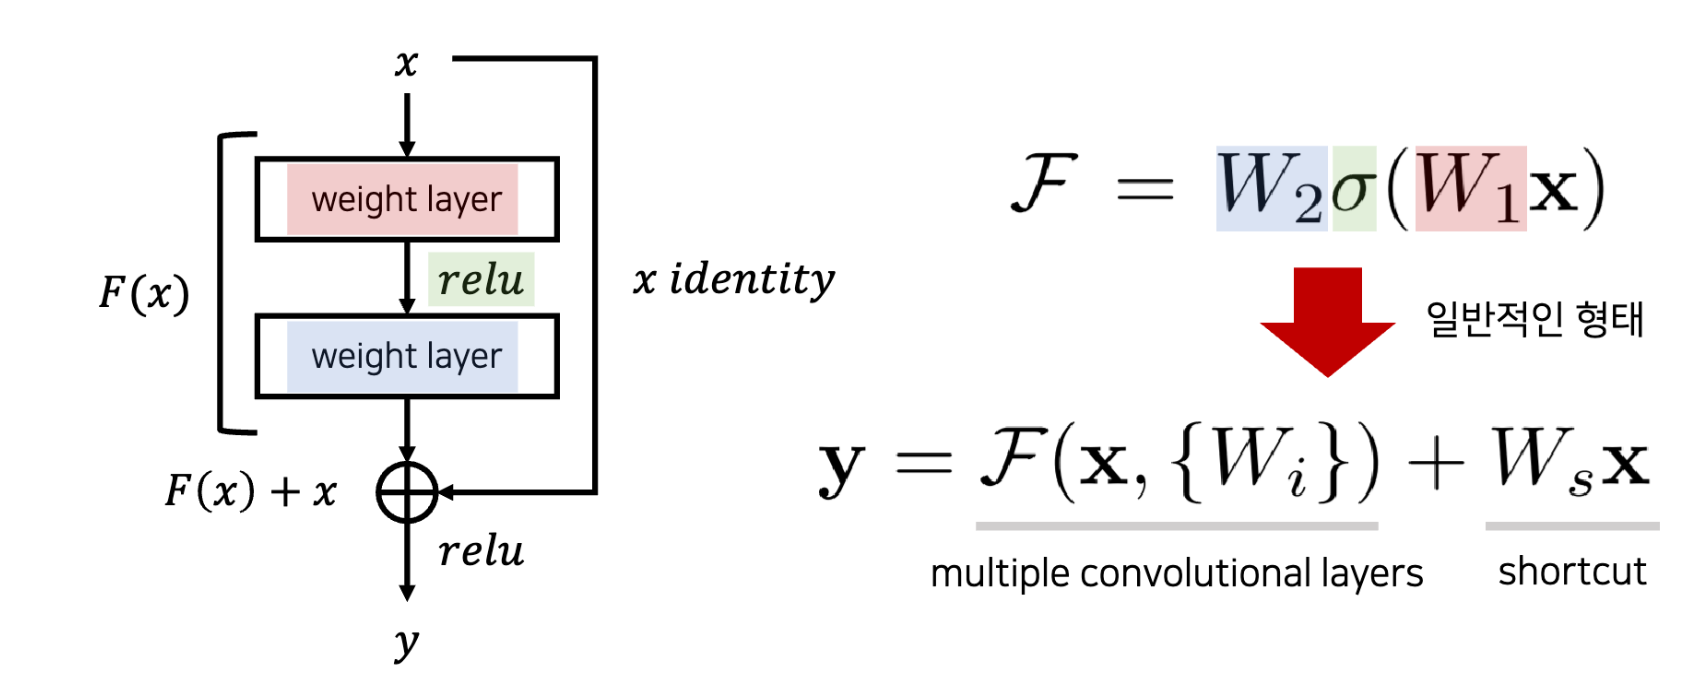 x
weight layer
relu
F(x)
x identity
weight layer
F(x) + x
relu
y
ℱ = W₂σ(W₁x)
일반적인 형태
y = ℱ(x, {Wᵢ}) + Wₛx
multiple convolutional layers
shortcut